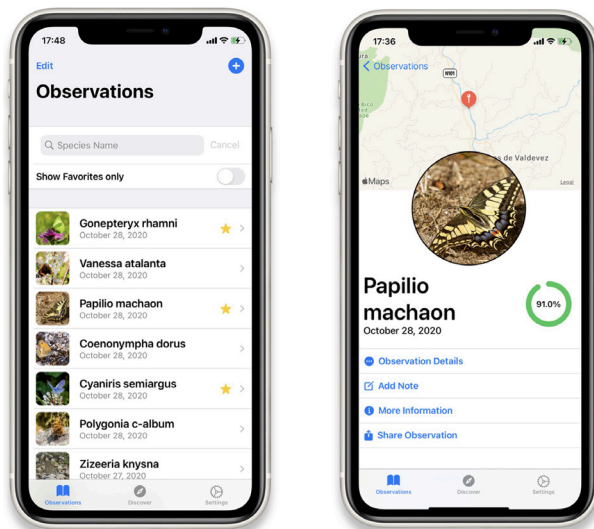 17:48
Edit
Observations
Species Name
Cancel
Show Favorites only
Gonepteryx rhamni
October 28, 2020
Vanessa atalanta
October 28, 2020
Papilio machaon
October 28, 2020
Coenonympha dorus
October 28, 2020
Cyaniris semiargus
October 28, 2020
Polygonia c-album
October 28, 2020
Zizeeria knysna
October 27, 2020
Observations
Discover
Settings
17:36
Observations
N101
de Valdevez
Maps
Legal
Papilio
machaon
October 28, 2020
91.0%
Observation Details
Add Note
More Information
Share Observation
Observations
Discover
Settings